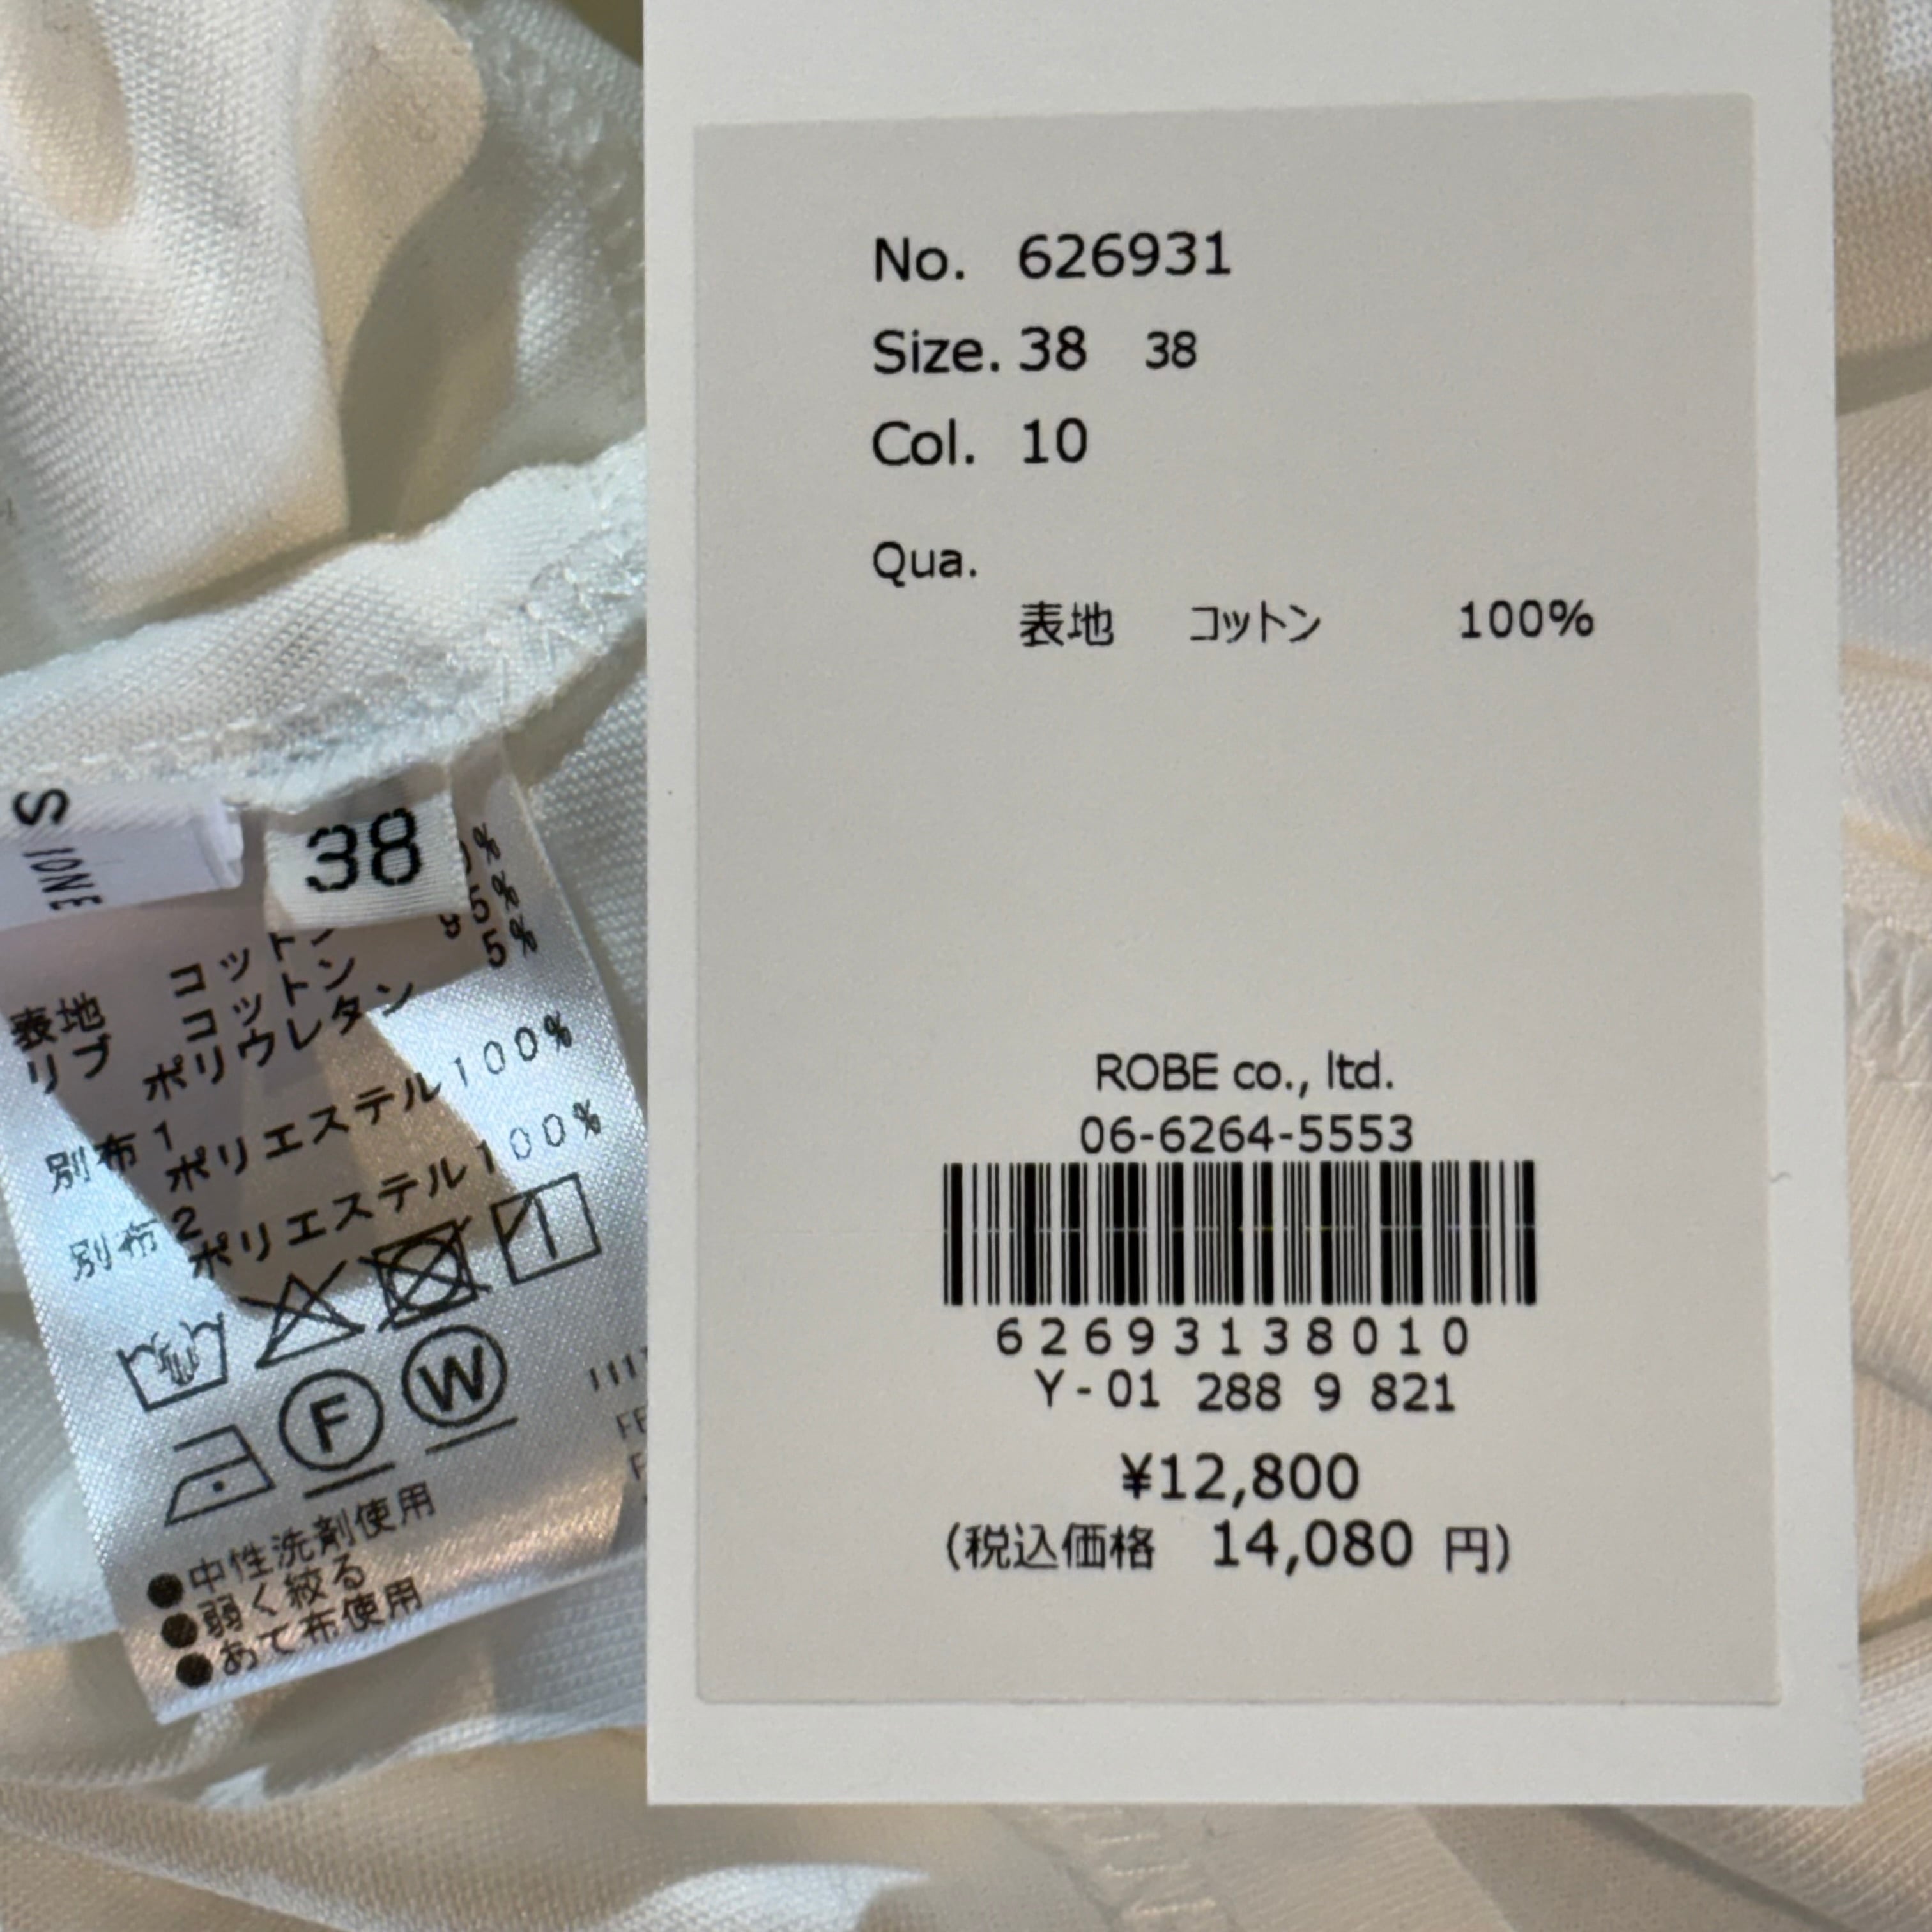 No. 626931
Size. 38 38
Col. 10
Qua.
表地 コットン 100%
ROBE co., ltd.
06-6264-5553
62693138010
Y-01 288 9 821
¥12,800
(税込価格 14,080 円)
S
IONE
38
表地 コットン %
リブ コットン 95%
ポリウレタン 5%
別布1
ポリエステル100%
別布2
ポリエステル100%
F W
●中性洗剤使用
●弱く絞る
●あて布使用